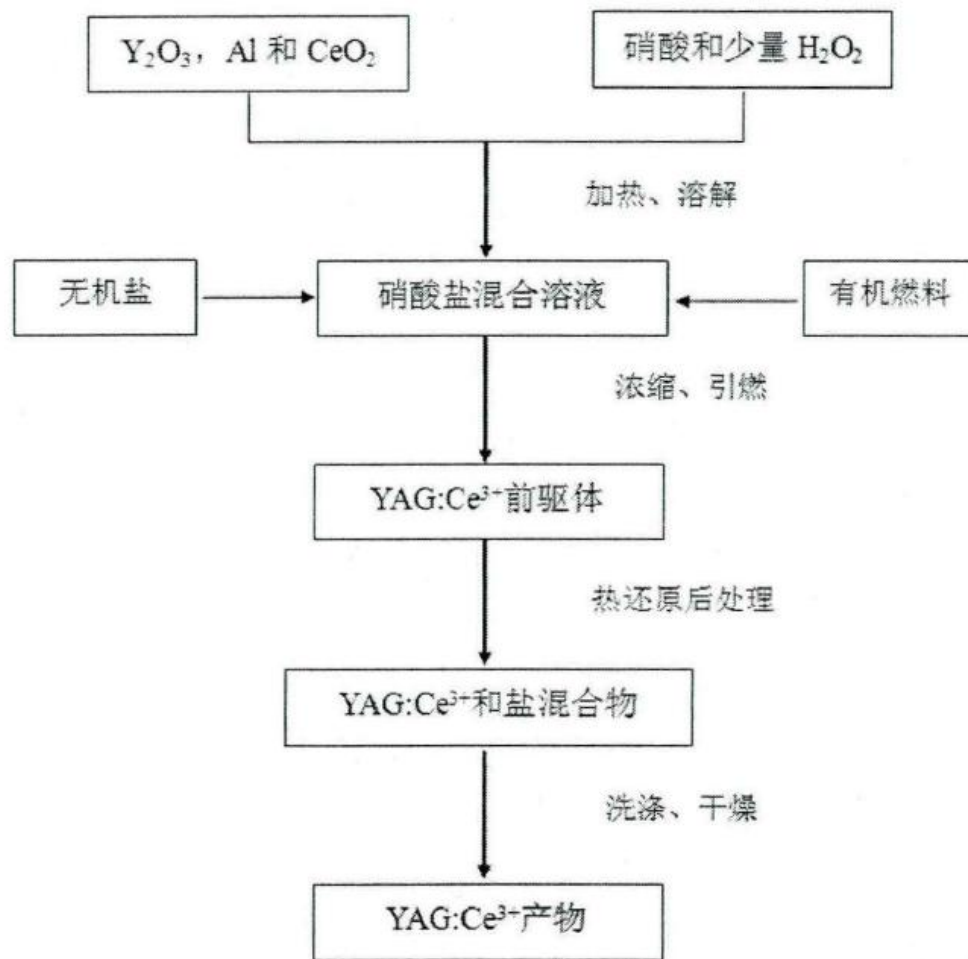 Y₂O₃，Al 和 CeO₂
硝酸和少量 H₂O₂
加热、溶解
无机盐
硝酸盐混合溶液
有机燃料
浓缩、引燃
YAG:Ce³⁺前驱体
热还原后处理
YAG:Ce³⁺和盐混合物
洗涤、干燥
YAG:Ce³⁺产物